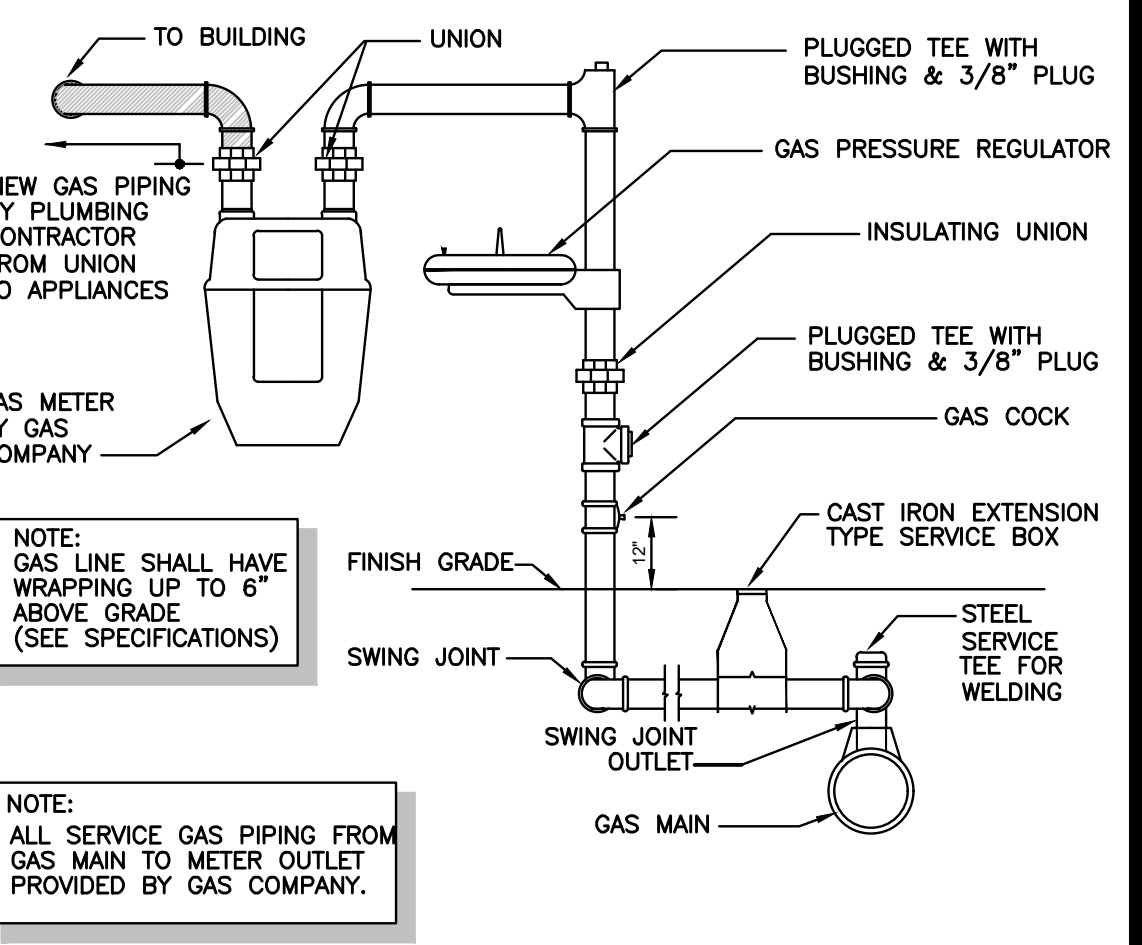 TO BUILDING
UNION
PLUGGED TEE WITH
BUSHING & 3/8" PLUG
GAS PRESSURE REGULATOR
IEW GAS PIPING
Y PLUMBING
ONTRACTOR
ROM UNION
O APPLIANCES
INSULATING UNION
PLUGGED TEE WITH
BUSHING & 3/8" PLUG
AS METER
Y GAS
OMPANY
GAS COCK
CAST IRON EXTENSION
TYPE SERVICE BOX
12"
NOTE:
GAS LINE SHALL HAVE
WRAPPING UP TO 6"
ABOVE GRADE
(SEE SPECIFICATIONS)
FINISH GRADE
STEEL
SERVICE
TEE FOR
WELDING
SWING JOINT
SWING JOINT
OUTLET
GAS MAIN
NOTE:
ALL SERVICE GAS PIPING FROM
GAS MAIN TO METER OUTLET
PROVIDED BY GAS COMPANY.